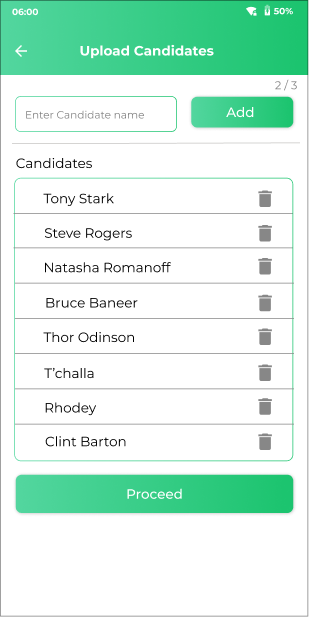 06:00 50%
Upload Candidates
2 / 3
Enter Candidate name Add
Candidates
Tony Stark
Steve Rogers
Natasha Romanoff
Bruce Baneer
Thor Odinson
T’challa
Rhodey
Clint Barton
Proceed